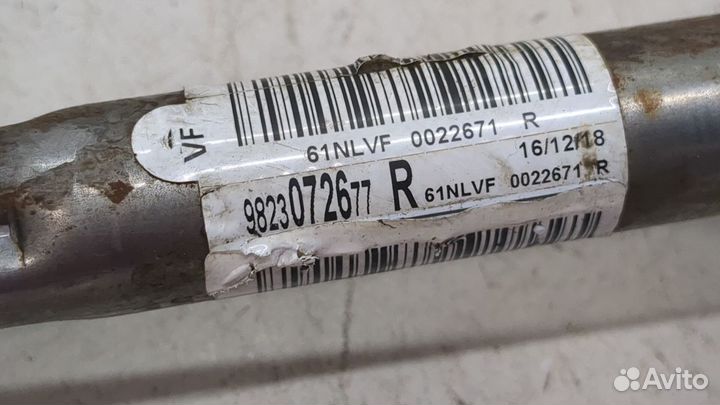 VF
61NLVF 0022671 R
16/12/18
9823072677 R 61NLVF 0022671 R
Avito